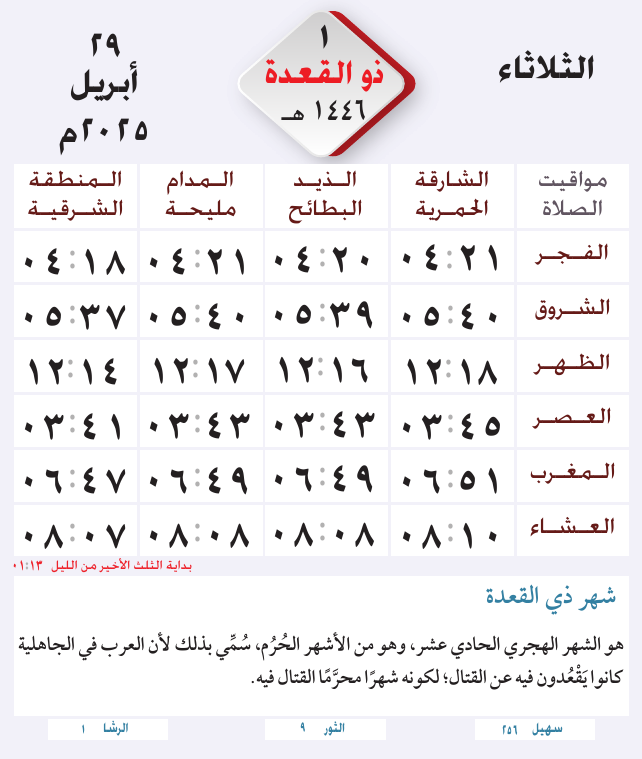 الثلاثاء
١
ذو القعدة
١٤٤٦ هـ
٢٩
أبريل
٢٠٢٥م
مواقيت الصلاة | الشارقة الحمرية | الذيد البطائح | المدام مليحة | المنطقة الشرقية
الفجر ٠٤:٢١ ٠٤:٢٠ ٠٤:٢١ ٠٤:١٨
الشروق ٠٥:٤٠ ٠٥:٣٩ ٠٥:٤٠ ٠٥:٣٧
الظهر ١٢:١٨ ١٢:١٦ ١٢:١٧ ١٢:١٤
العصر ٠٣:٤٥ ٠٣:٤٣ ٠٣:٤٣ ٠٣:٤١
المغرب ٠٦:٥١ ٠٦:٤٩ ٠٦:٤٩ ٠٦:٤٧
العشاء ٠٨:١٠ ٠٨:٠٨ ٠٨:٠٨ ٠٨:٠٧
بداية الثلث الأخير من الليل ٠١:١٣
شهر ذي القعدة
هو الشهر الهجري الحادي عشر، وهو من الأشهر الحُرُم، سُمِّي بذلك لأن العرب في الجاهلية
كانوا يَقْعُدون فيه عن القتال؛ لكونه شهرًا محرَّمًا القتال فيه.
سهيل ٢٥٦
الثور ٩
الرشا ١